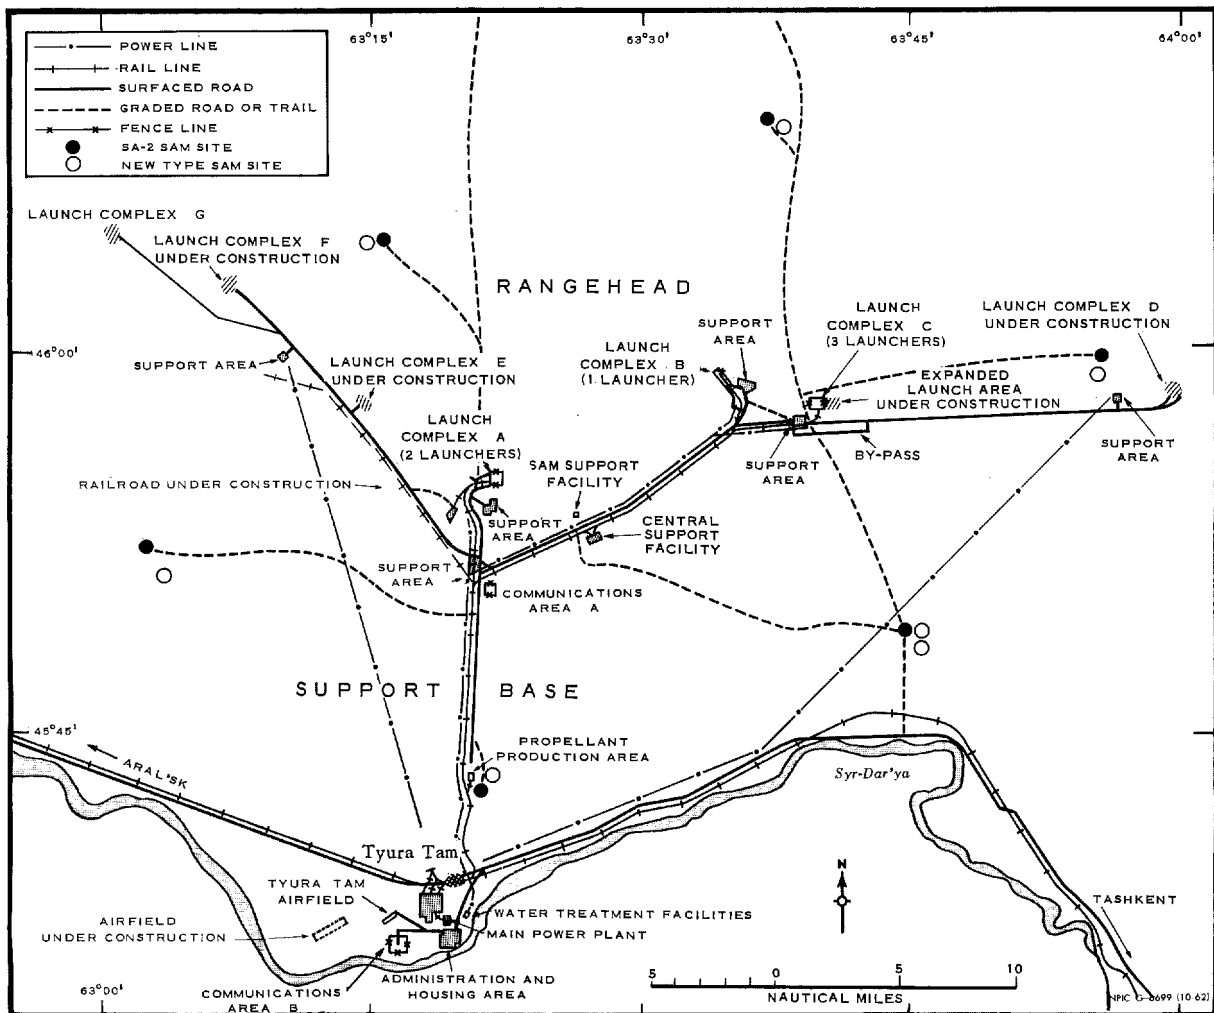 63°15'
63°30'
63°45'
64°00'
POWER LINE
RAIL LINE
SURFACED ROAD
GRADED ROAD OR TRAIL
FENCE LINE
SA-2 SAM SITE
NEW TYPE SAM SITE
LAUNCH COMPLEX G
LAUNCH COMPLEX F
UNDER CONSTRUCTION
RANGEHEAD
LAUNCH
COMPLEX C
(3 LAUNCHERS)
LAUNCH COMPLEX D
UNDER CONSTRUCTION
SUPPORT
AREA
LAUNCH
COMPLEX B
(1 LAUNCHER)
46°00'
SUPPORT AREA
LAUNCH COMPLEX E
UNDER CONSTRUCTION
EXPANDED
LAUNCH AREA
UNDER CONSTRUCTION
LAUNCH
COMPLEX A
(2 LAUNCHERS)
SUPPORT
AREA
BY-PASS
SUPPORT
AREA
SAM SUPPORT
FACILITY
RAILROAD UNDER CONSTRUCTION
SUPPORT
AREA
CENTRAL
SUPPORT
FACILITY
SUPPORT
AREA
COMMUNICATIONS
AREA A
SUPPORT BASE
45°45'
PROPELLANT
PRODUCTION AREA
ARAL'SK
Syr-Dar'ya
Tyura Tam
TYURA TAM
AIRFIELD
N
TASHKENT
AIRFIELD
UNDER CONSTRUCTION
WATER TREATMENT FACILITIES
MAIN POWER PLANT
ADMINISTRATION AND
HOUSING AREA
COMMUNICATIONS
AREA B
63°00'
5 0 5 10
NAUTICAL MILES
NPIC G-8699 (10 62)